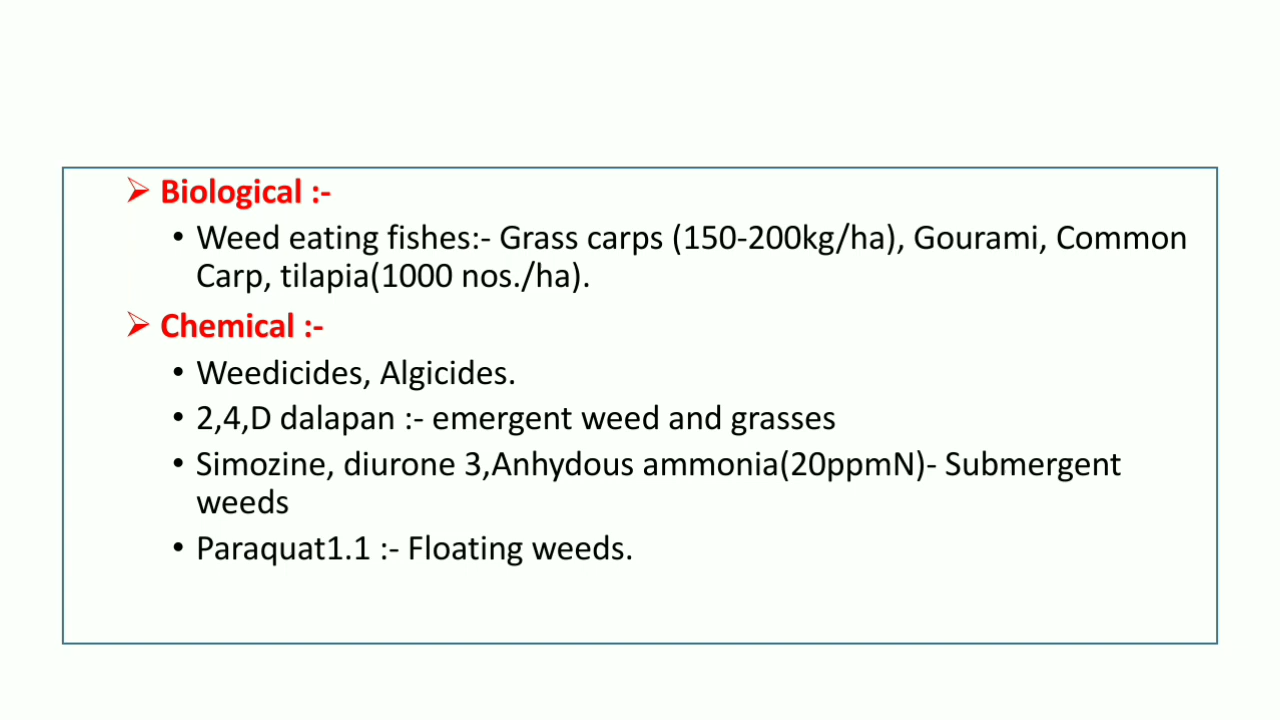 ➢ Biological :-
• Weed eating fishes:- Grass carps (150-200kg/ha), Gourami, Common
Carp, tilapia(1000 nos./ha).
➢ Chemical :-
• Weedicides, Algicides.
• 2,4,D dalapan :- emergent weed and grasses
• Simozine, diurone 3,Anhydous ammonia(20ppmN)- Submergent
weeds
• Paraquat1.1 :- Floating weeds.